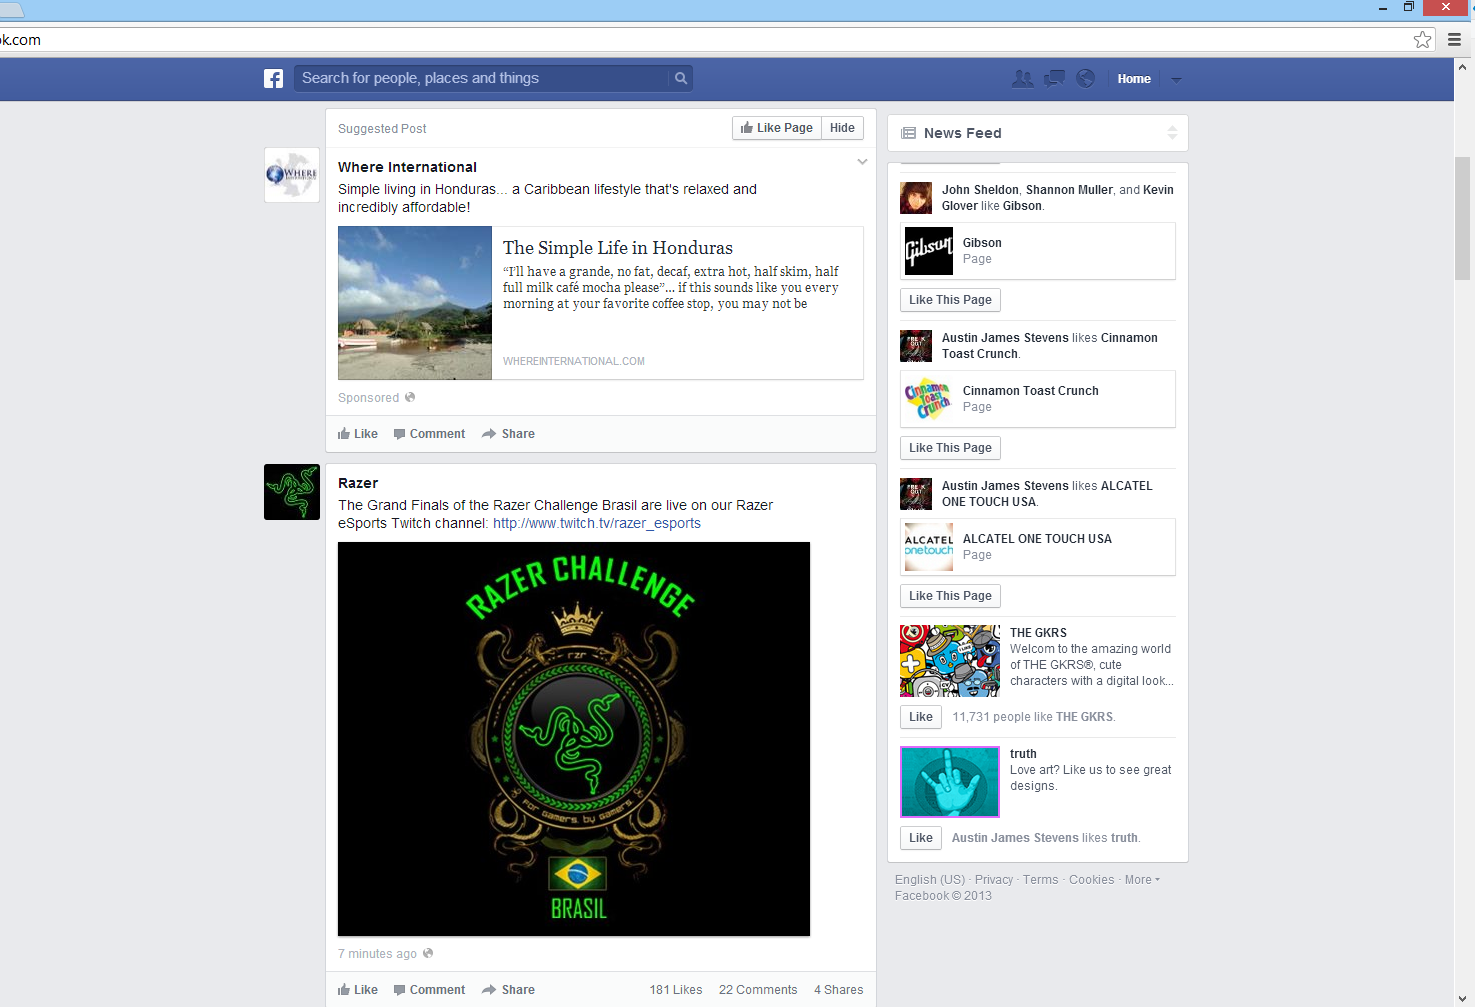 ok.com
Search for people, places and things
Home
Suggested Post
Like Page
Hide
WHERE
Where International
Simple living in Honduras... a Caribbean lifestyle that's relaxed and
incredibly affordable!
The Simple Life in Honduras
“I'll have a grande, no fat, decaf, extra hot, half skim, half
full milk café mocha please”... if this sounds like you every
morning at your favorite coffee stop, you may not be
WHEREINTERNATIONAL.COM
Sponsored
Like
Comment
Share
Razer
The Grand Finals of the Razer Challenge Brasil are live on our Razer
eSports Twitch channel: http://www.twitch.tv/razer_esports
RAZER CHALLENGE
rzr
FOR GAMERS. BY GAMERS.
BRASIL
7 minutes ago
Like
Comment
Share
181 Likes
22 Comments
4 Shares
News Feed
John Sheldon, Shannon Muller, and Kevin
Glover like Gibson.
Gibson
Gibson
Page
Like This Page
Austin James Stevens likes Cinnamon
Toast Crunch.
Cinnamon
Toast
Crunch
Cinnamon Toast Crunch
Page
Like This Page
Austin James Stevens likes ALCATEL
ONE TOUCH USA.
ALCATEL
onetouch
ALCATEL ONE TOUCH USA
Page
Like This Page
THE GKRS
Welcom to the amazing world
of THE GKRS®, cute
characters with a digital look...
Like
11,731 people like THE GKRS.
truth
Love art? Like us to see great
designs.
Like
Austin James Stevens likes truth.
English (US) · Privacy · Terms · Cookies · More
Facebook © 2013